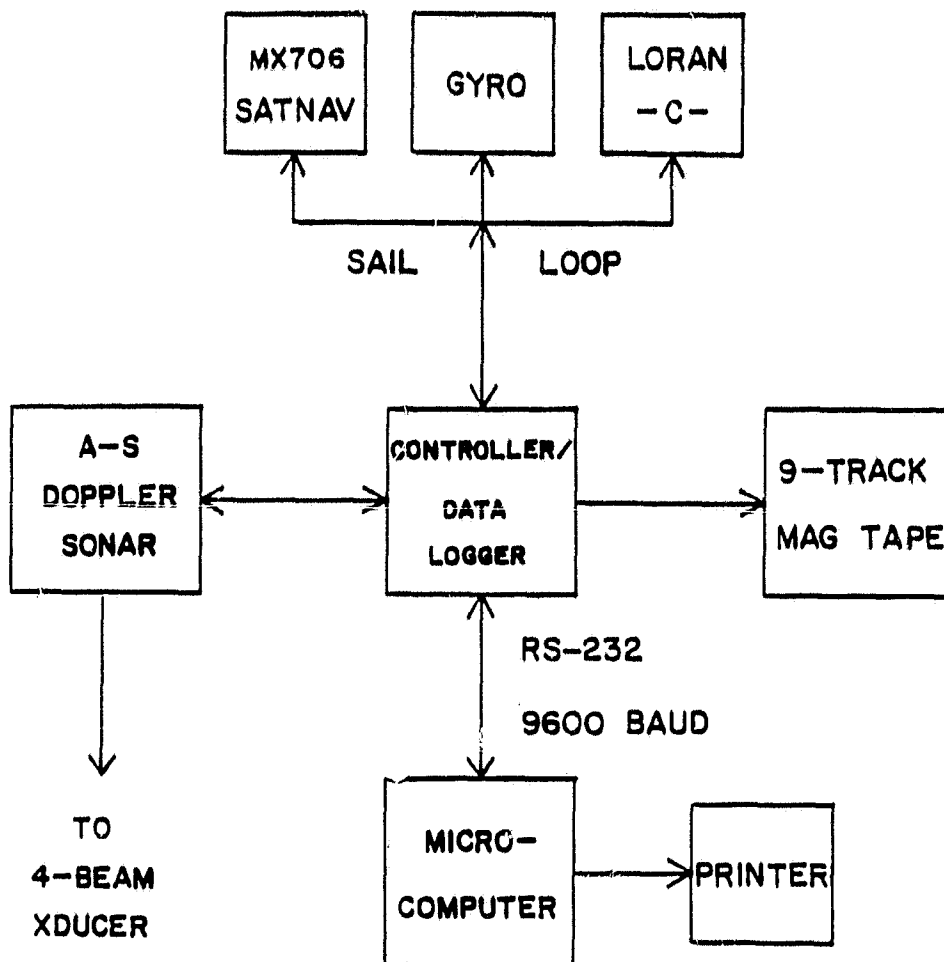 MX706
SATNAV
GYRO
LORAN
-C-
SAIL LOOP
A-S
DOPPLER
SONAR
CONTROLLER/
DATA
LOGGER
9-TRACK
MAG TAPE
RS-232
9600 BAUD
TO
4-BEAM
XDUCER
MICRO-
COMPUTER
PRINTER